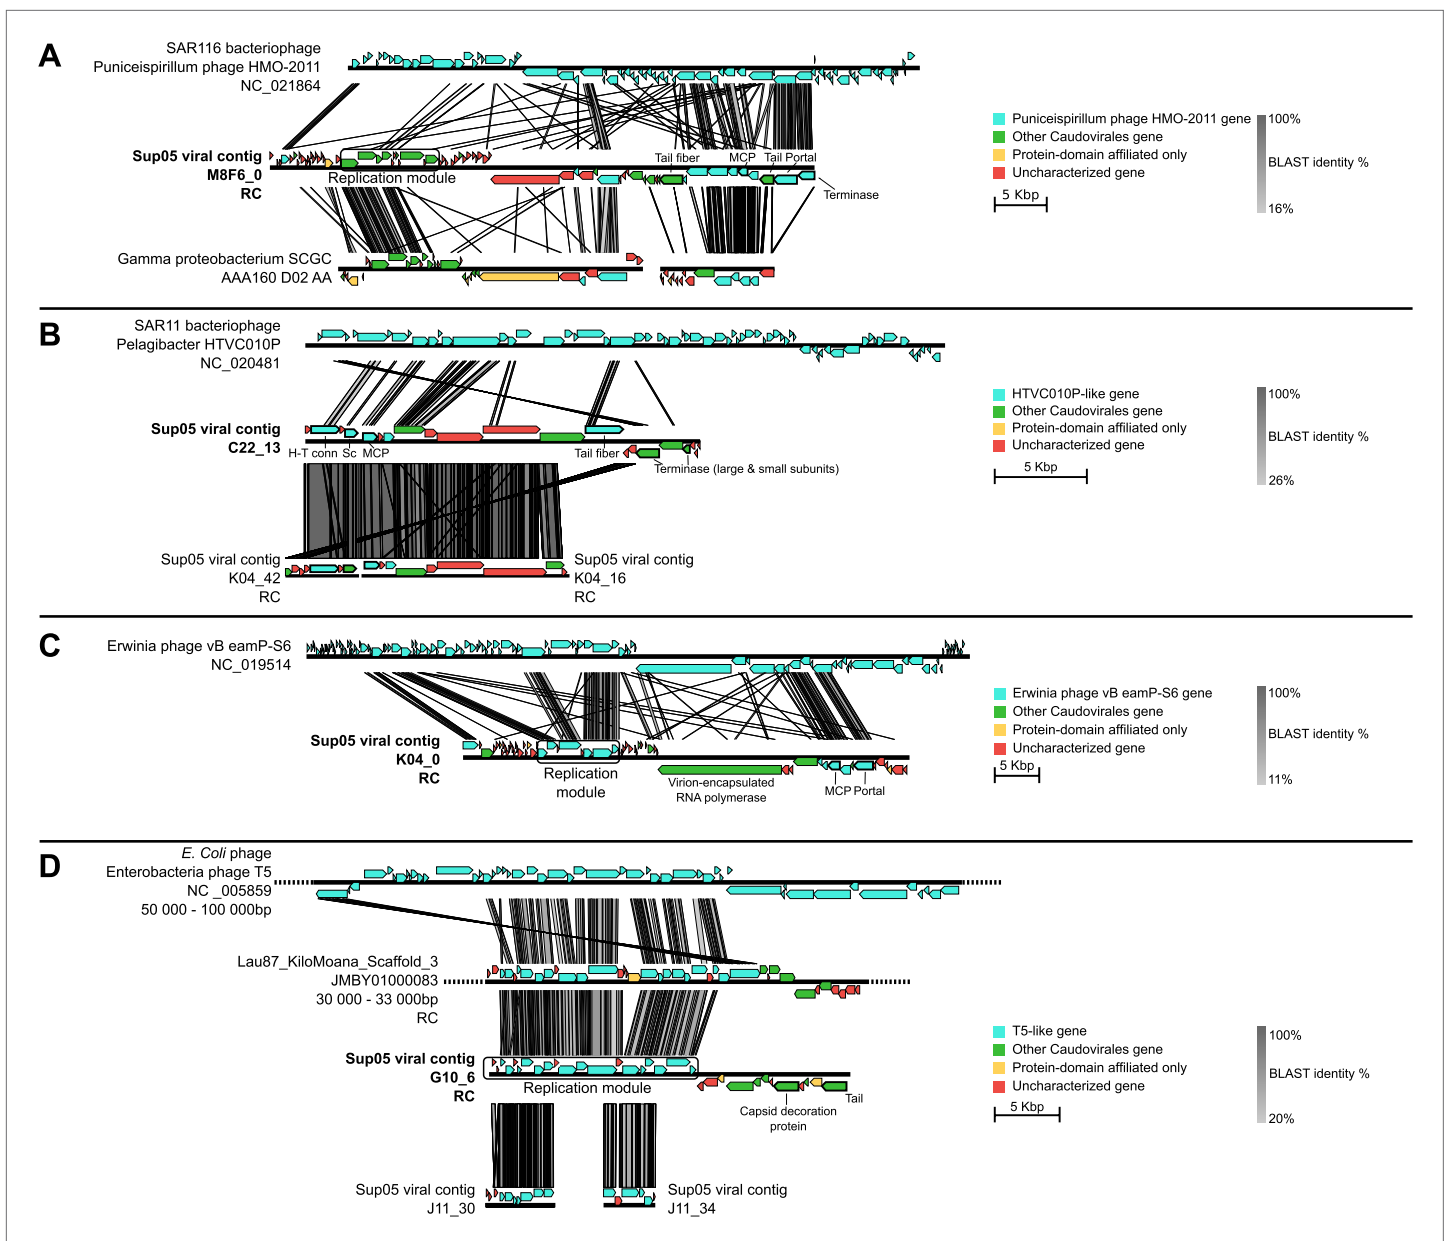 A
SAR116 bacteriophage
Puniceispirillum phage HMO-2011
NC_021864
Sup05 viral contig
M8F6_0
RC
Replication module
Tail fiber
MCP
Tail
Portal
Terminase
Gamma proteobacterium SCGC
AAA160 D02 AA
Puniceispirillum phage HMO-2011 gene
Other Caudovirales gene
Protein-domain affiliated only
Uncharacterized gene
5 Kbp
100%
BLAST identity %
16%
B
SAR11 bacteriophage
Pelagibacter HTVC010P
NC_020481
Sup05 viral contig
C22_13
H-T conn
Sc
MCP
Tail fiber
Terminase (large & small subunits)
Sup05 viral contig
K04_42
RC
Sup05 viral contig
K04_16
RC
HTVC010P-like gene
Other Caudovirales gene
Protein-domain affiliated only
Uncharacterized gene
5 Kbp
100%
BLAST identity %
26%
C
Erwinia phage vB eamP-S6
NC_019514
Sup05 viral contig
K04_0
RC
Replication
module
Virion-encapsulated
RNA polymerase
MCP
Portal
Erwinia phage vB eamP-S6 gene
Other Caudovirales gene
Protein-domain affiliated only
Uncharacterized gene
5 Kbp
100%
BLAST identity %
11%
D
E. Coli phage
Enterobacteria phage T5
NC _005859
50 000 - 100 000bp
Lau87_KiloMoana_Scaffold_3
JMBY01000083
30 000 - 33 000bp
RC
Sup05 viral contig
G10_6
RC
Replication module
Capsid decoration
protein
Tail
Sup05 viral contig
J11_30
Sup05 viral contig
J11_34
T5-like gene
Other Caudovirales gene
Protein-domain affiliated only
Uncharacterized gene
5 Kbp
100%
BLAST identity %
20%